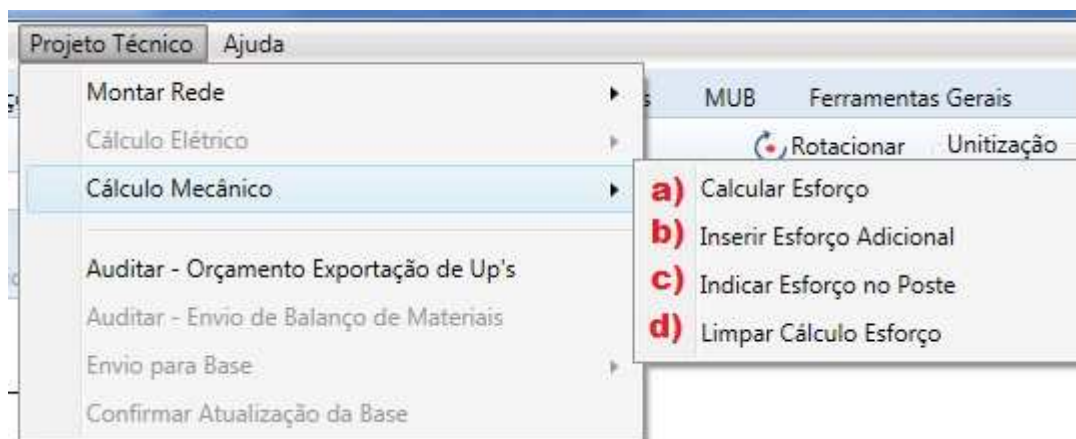 Projeto Técnico Ajuda
Montar Rede
s MUB Ferramentas Gerais
Cálculo Elétrico
Rotacionar Unitização
Cálculo Mecânico
a) Calcular Esforço
b) Inserir Esforço Adicional
Auditar - Orçamento Exportação de Up's
c) Indicar Esforço no Poste
Auditar - Envio de Balanço de Materiais
d) Limpar Cálculo Esforço
Envio para Base
Confirmar Atualização da Base